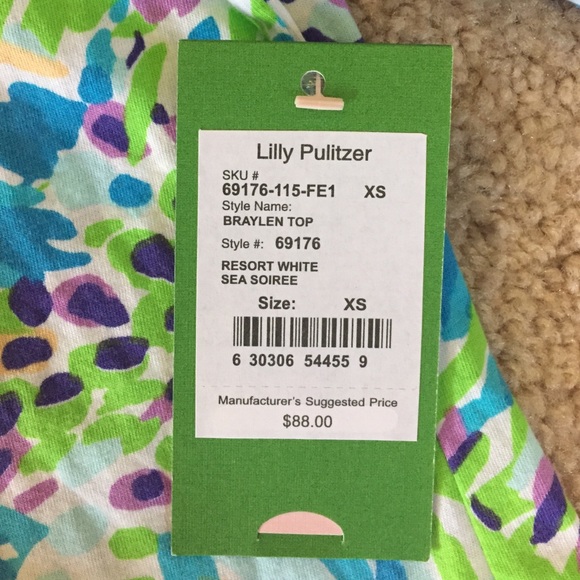 Lilly Pulitzer
SKU #
69176-115-FE1 XS
Style Name:
BRAYLEN TOP
Style #: 69176
RESORT WHITE
SEA SOIREE
Size: XS
6 30306 54455 9
Manufacturer's Suggested Price
$88.00